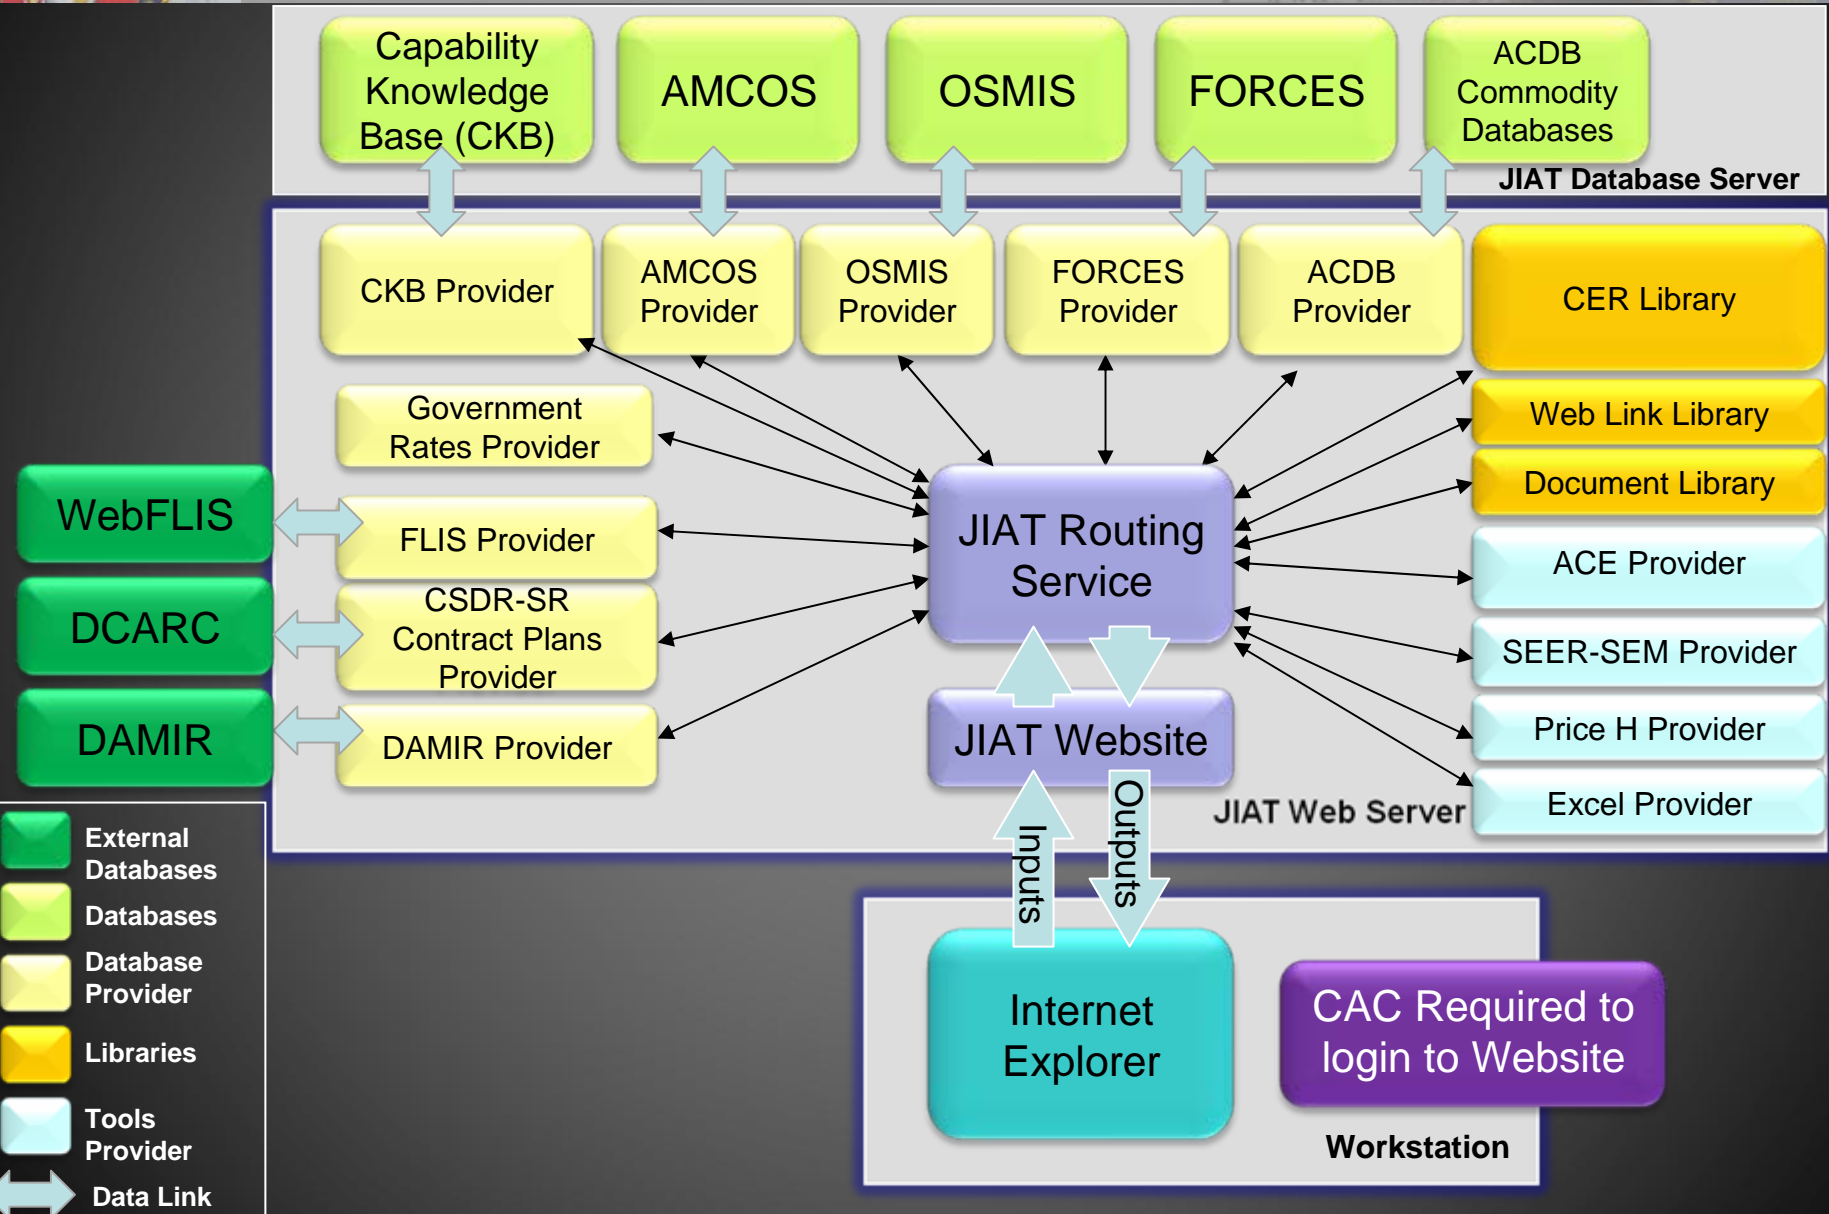 Capability
Knowledge
Base (CKB)
AMCOS
OSMIS
FORCES
ACDB
Commodity
Databases
JIAT Database Server
CKB Provider
AMCOS
Provider
OSMIS
Provider
FORCES
Provider
ACDB
Provider
CER Library
Government
Rates Provider
Web Link Library
Document Library
WebFLIS
FLIS Provider
JIAT Routing
Service
ACE Provider
DCARC
CSDR-SR
Contract Plans
Provider
SEER-SEM Provider
DAMIR
DAMIR Provider
JIAT Website
Price H Provider
Excel Provider
JIAT Web Server
Inputs
Outputs
External
Databases
Databases
Database
Provider
Libraries
Tools
Provider
Data Link
Internet
Explorer
CAC Required to
login to Website
Workstation